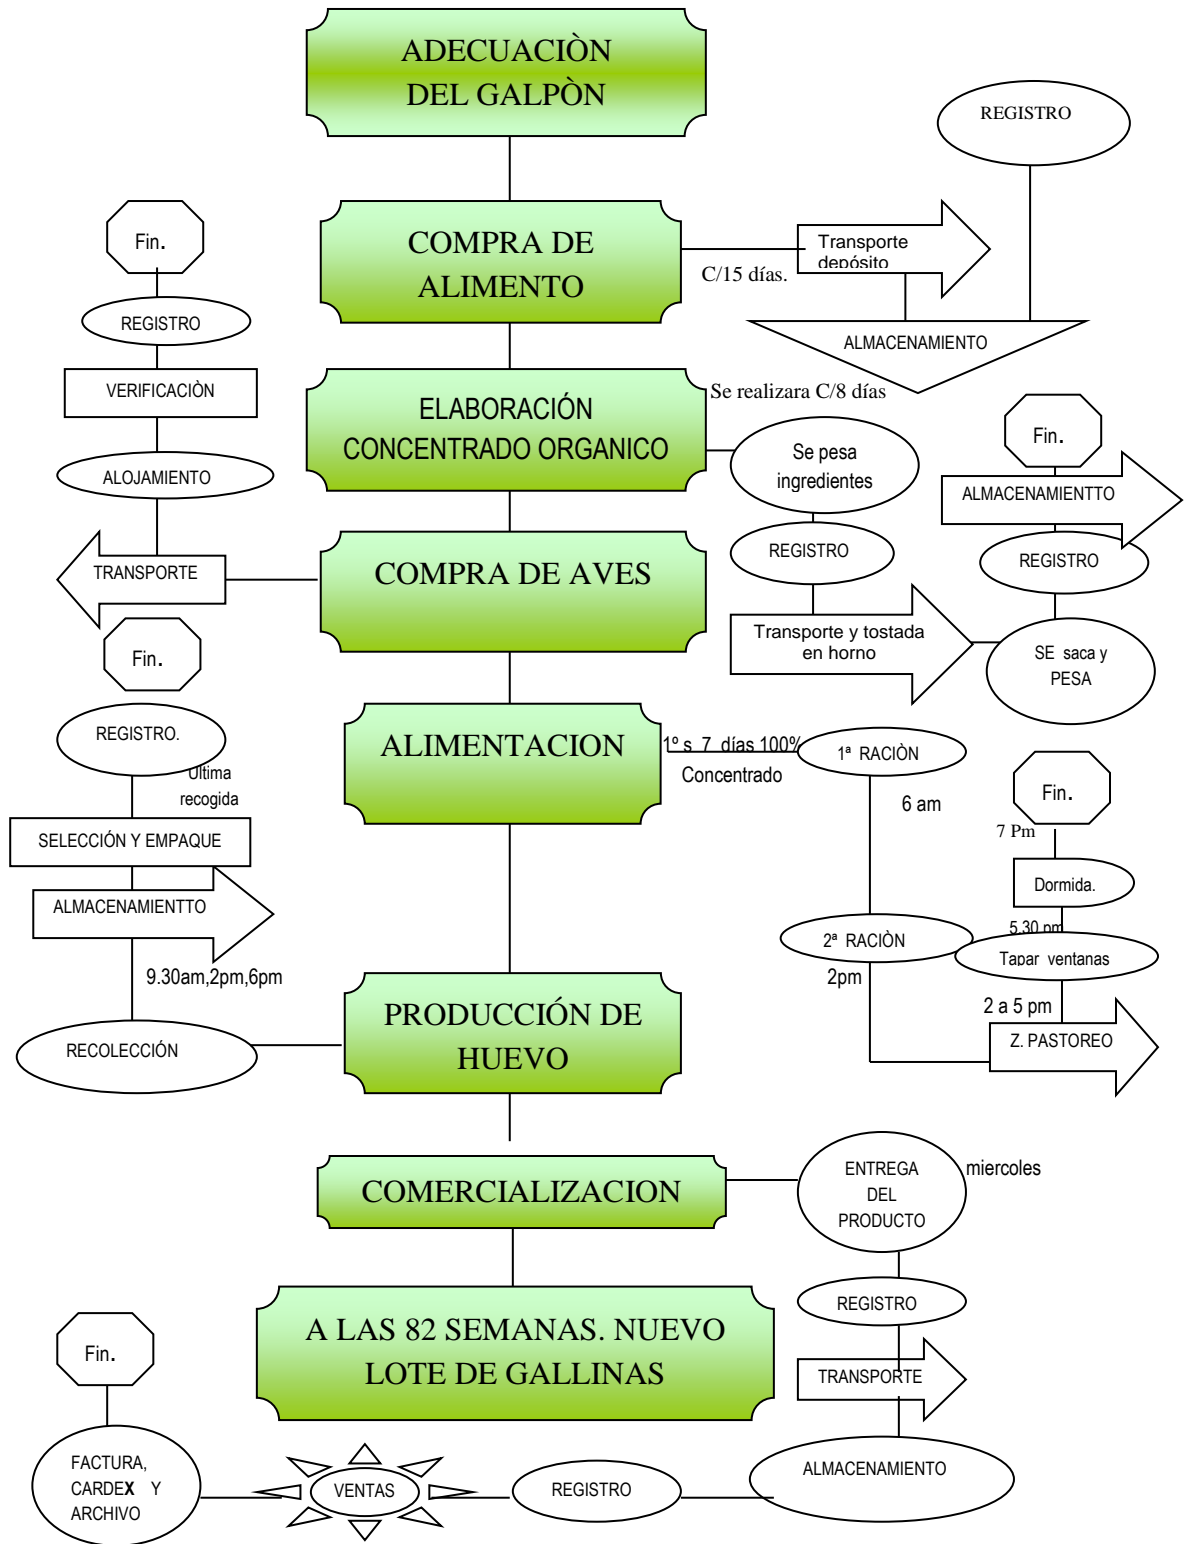 ADECUACIÒN
DEL GALPÒN
REGISTRO
Fin.
COMPRA DE
ALIMENTO
C/15 días.
Transporte
depósito
REGISTRO
ALMACENAMIENTO
VERIFICACIÒN
Se realizara C/8 días
ELABORACIÓN
CONCENTRADO ORGANICO
Se pesa
ingredientes
Fin.
ALOJAMIENTO
ALMACENAMIENTTO
REGISTRO
REGISTRO
TRANSPORTE
COMPRA DE AVES
Transporte y tostada
en horno
SE saca y
PESA
Fin.
REGISTRO.
ALIMENTACION
1º s 7 días 100%
Concentrado
1ª RACIÒN
6 am
Fin.
7 Pm
Ultima
recogida
SELECCIÓN Y EMPAQUE
Dormida.
ALMACENAMIENTTO
5.30 pm
2ª RACIÒN
Tapar ventanas
2pm
9.30am,2pm,6pm
2 a 5 pm
PRODUCCIÓN DE
HUEVO
RECOLECCIÓN
Z. PASTOREO
COMERCIALIZACION
ENTREGA
DEL
PRODUCTO
miercoles
REGISTRO
A LAS 82 SEMANAS. NUEVO
LOTE DE GALLINAS
TRANSPORTE
Fin.
FACTURA,
CARDEX Y
ARCHIVO
VENTAS
REGISTRO
ALMACENAMIENTO